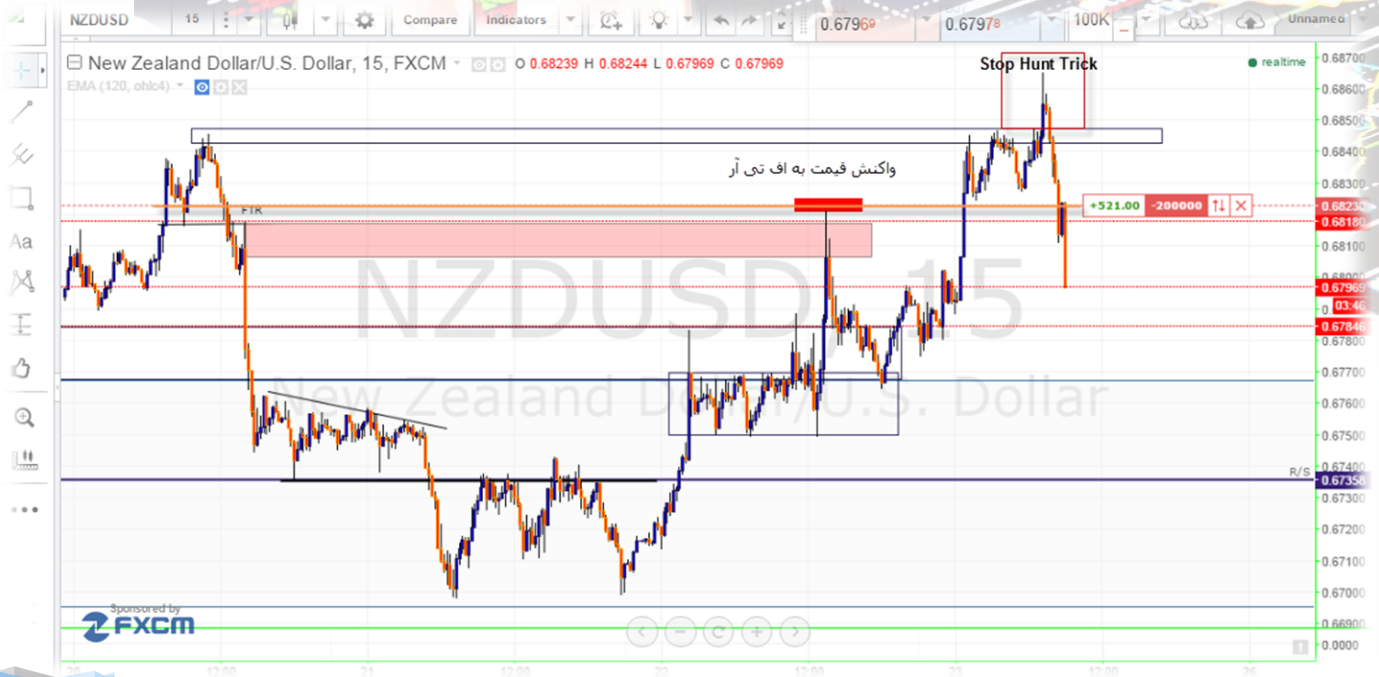 NZDUSD
15
Compare
Indicators
0.67969
0.67978
100K
Unnamed
New Zealand Dollar/U.S. Dollar, 15, FXCM
O 0.68239 H 0.68244 L 0.67969 C 0.67969
EMA (120, ohlc4)
Stop Hunt Trick
realtime
واکنش قیمت به اف تی آر
FTR
+521.00
-200000
NZDUSD, 15
New Zealand Dollar/U.S. Dollar
R/S
Aa
0.68700
0.68600
0.68500
0.68400
0.68300
0.68230
0.68180
0.68100
0.68000
0.67969
03:46
0.67846
0.67800
0.67700
0.67600
0.67500
0.67400
0.67358
0.67300
0.67200
0.67100
0.67000
0.66900
0.0000
Sponsored by
FXCM
20
12:00
21
12:00
22
12:00
23
12:00
26